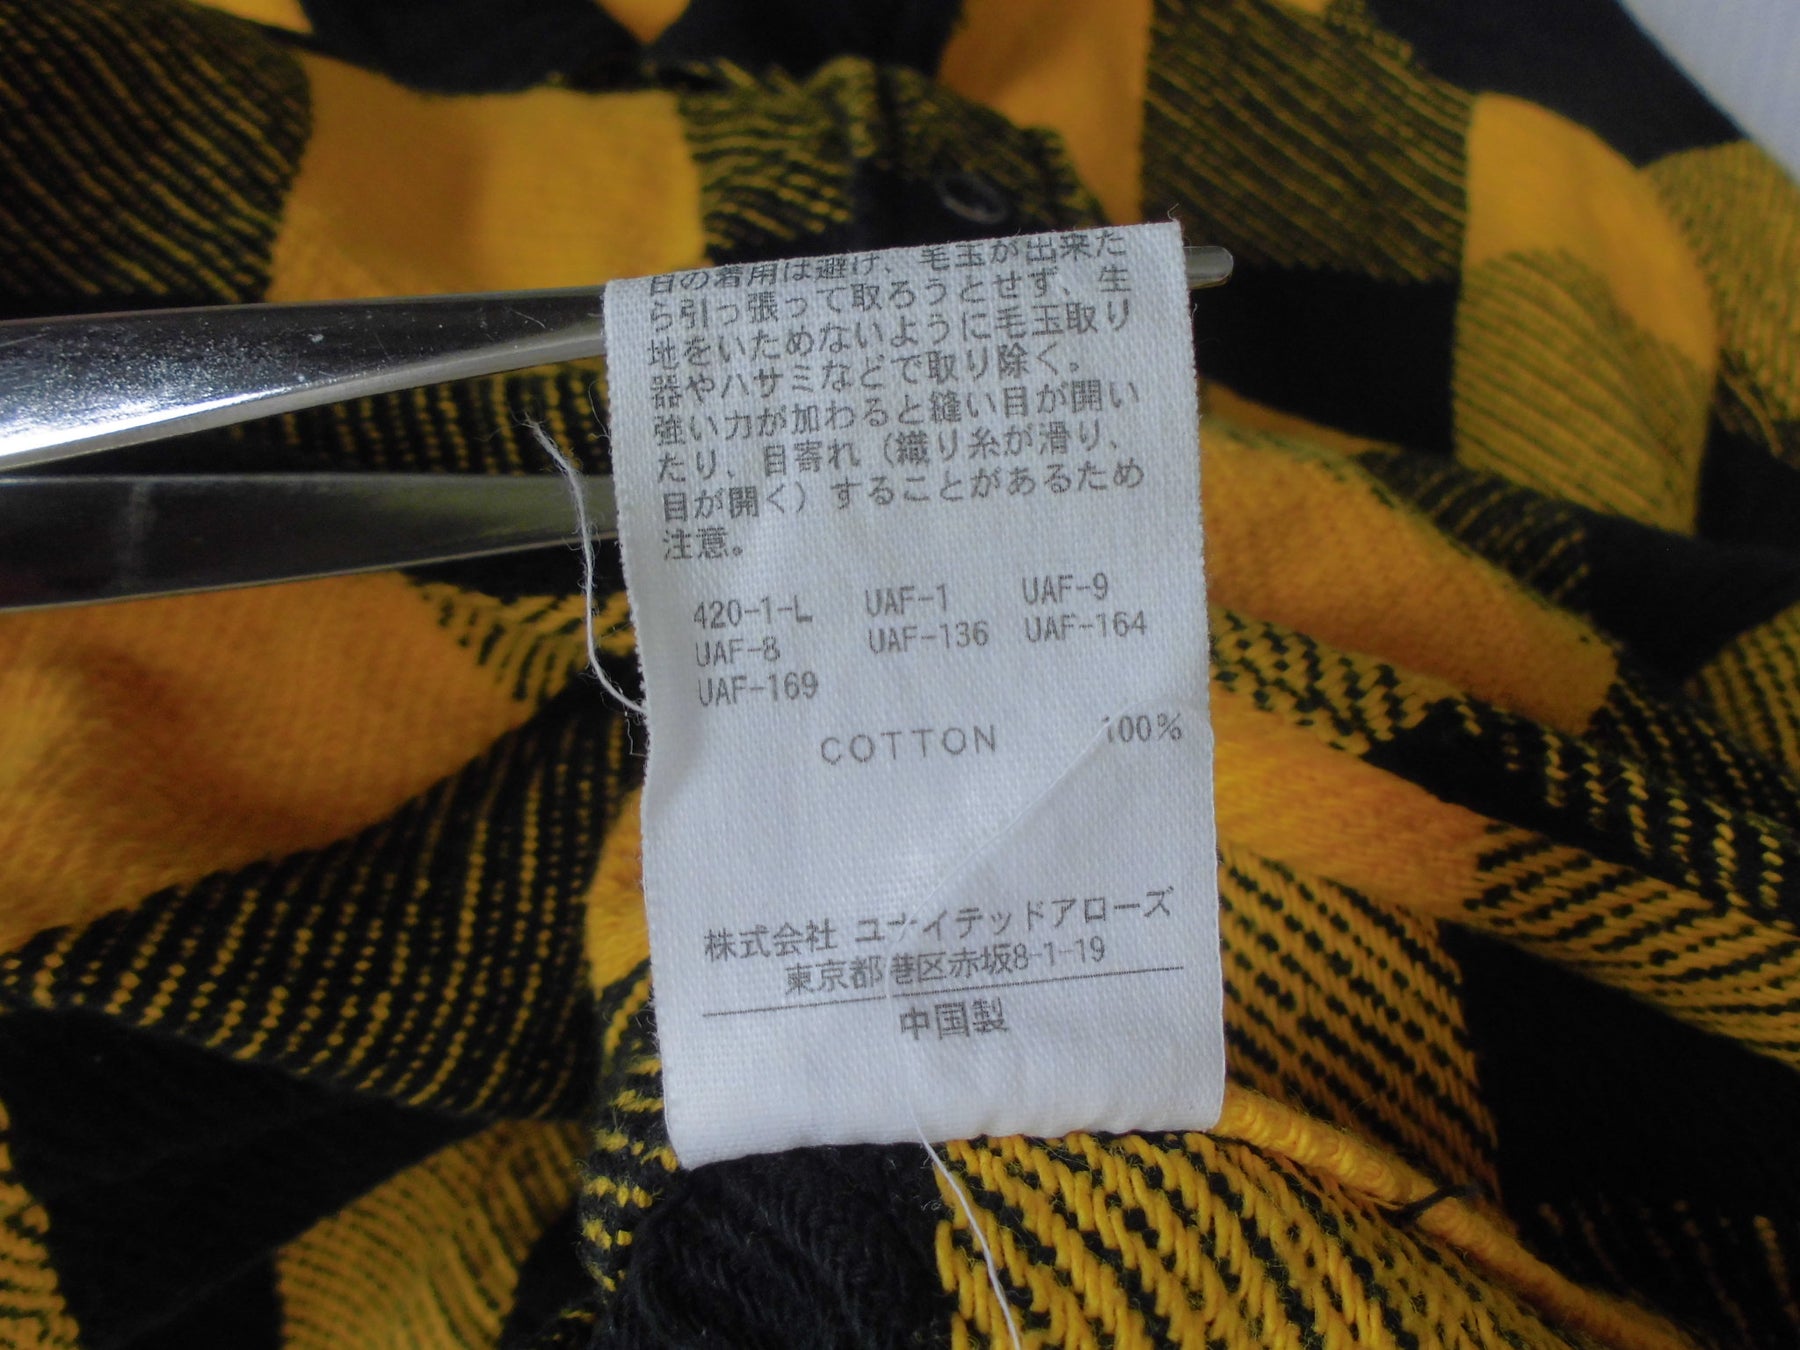 日の着用は避け、毛玉が出来た
ら引っ張って取ろうとせず、生
地をいためないように毛玉取り
器やハサミなどで取り除く。
強い力が加わると縫い目が開い
たり、目寄れ（織り糸が滑り、
目が開く）することがあるため
注意。
420-1-L UAF-1 UAF-9
UAF-8 UAF-136 UAF-164
UAF-169
COTTON 100%
株式会社 ユナイテッドアローズ
東京都港区赤坂8-1-19
中国製